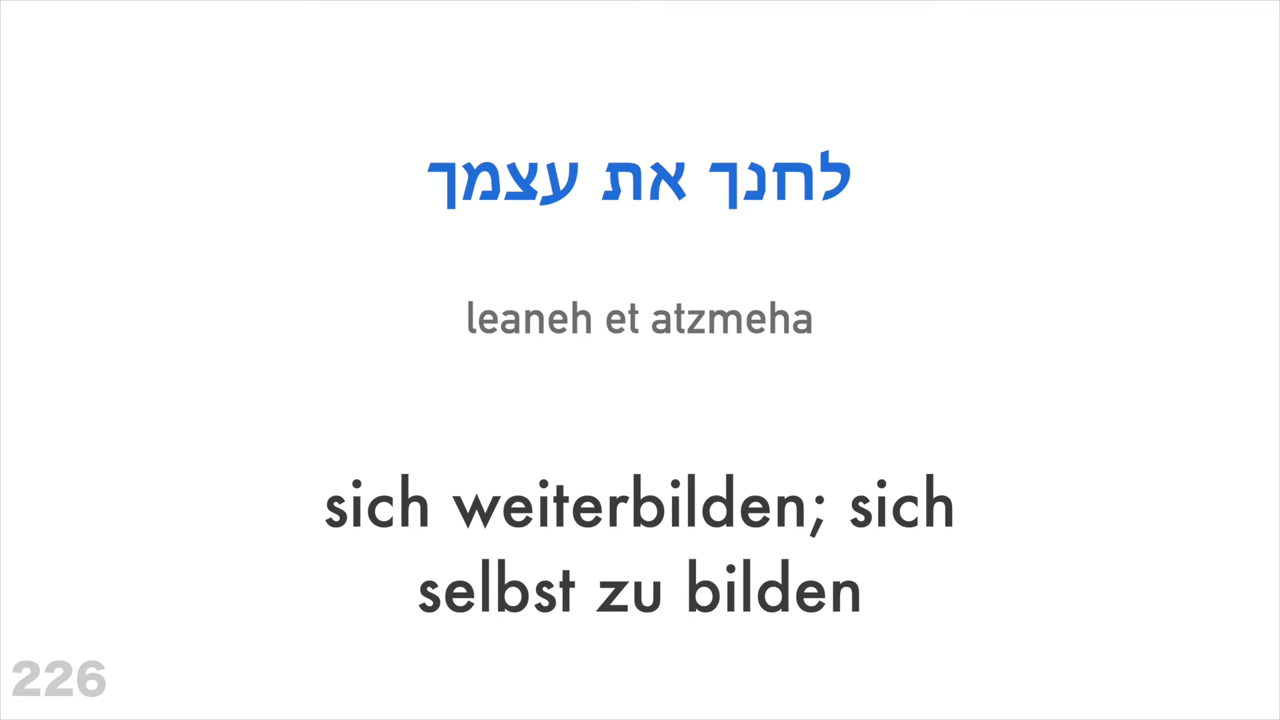 לחנך את עצמך
leaneh et atzmeha
sich weiterbilden; sich
selbst zu bilden
226